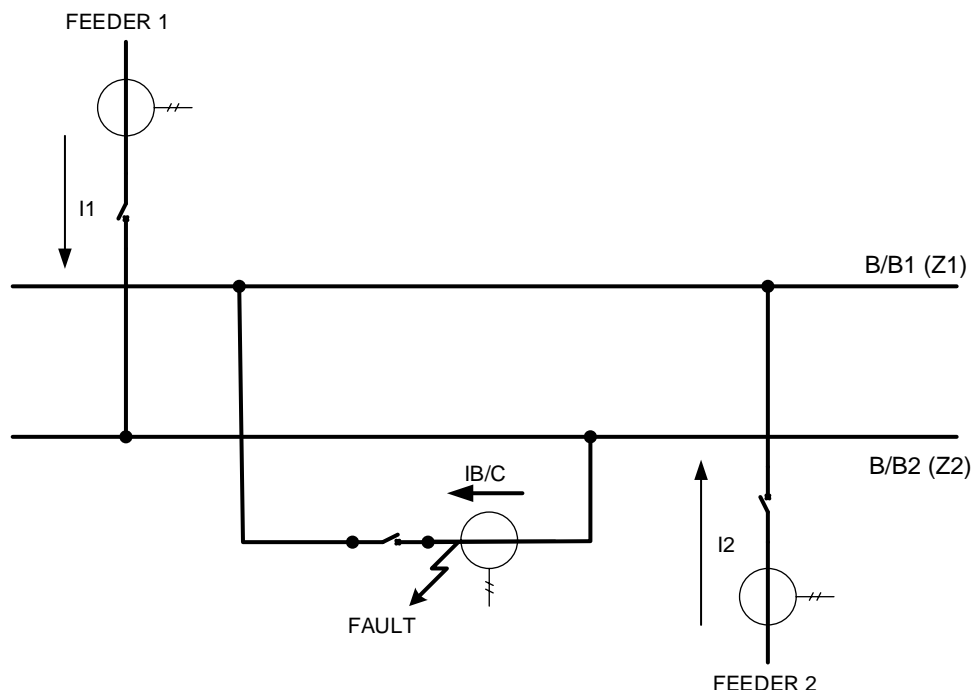 FEEDER 1
I1
B/B1 (Z1)
B/B2 (Z2)
IB/C
I2
FAULT
FEEDER 2